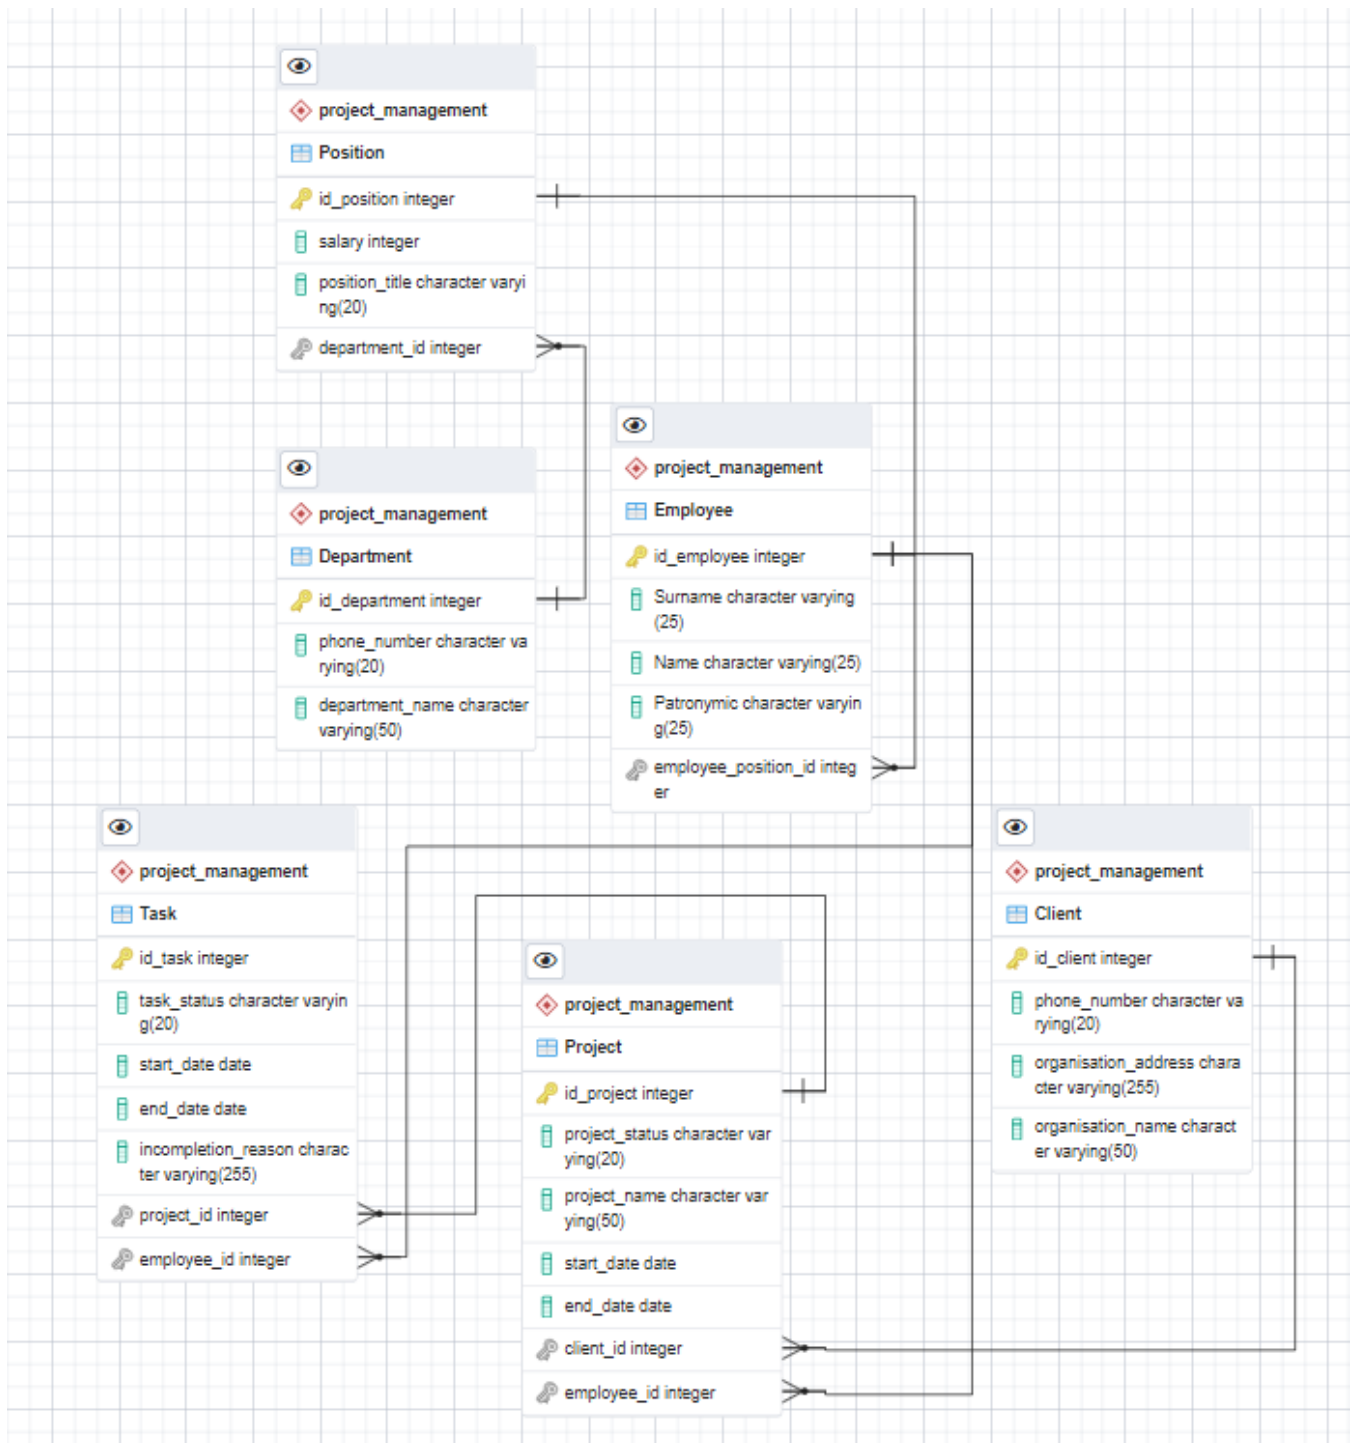 project_management
Position
id_position integer
salary integer
position_title character varyi
ng(20)
department_id integer
project_management
Department
id_department integer
phone_number character va
rying(20)
department_name character
varying(50)
project_management
Employee
id_employee integer
Surname character varying
(25)
Name character varying(25)
Patronymic character varyin
g(25)
employee_position_id integ
er
project_management
Task
id_task integer
task_status character varyin
g(20)
start_date date
end_date date
incompletion_reason charac
ter varying(255)
project_id integer
employee_id integer
project_management
Project
id_project integer
project_status character var
ying(20)
project_name character var
ying(50)
start_date date
end_date date
client_id integer
employee_id integer
project_management
Client
id_client integer
phone_number character va
rying(20)
organisation_address chara
cter varying(255)
organisation_name charact
er varying(50)